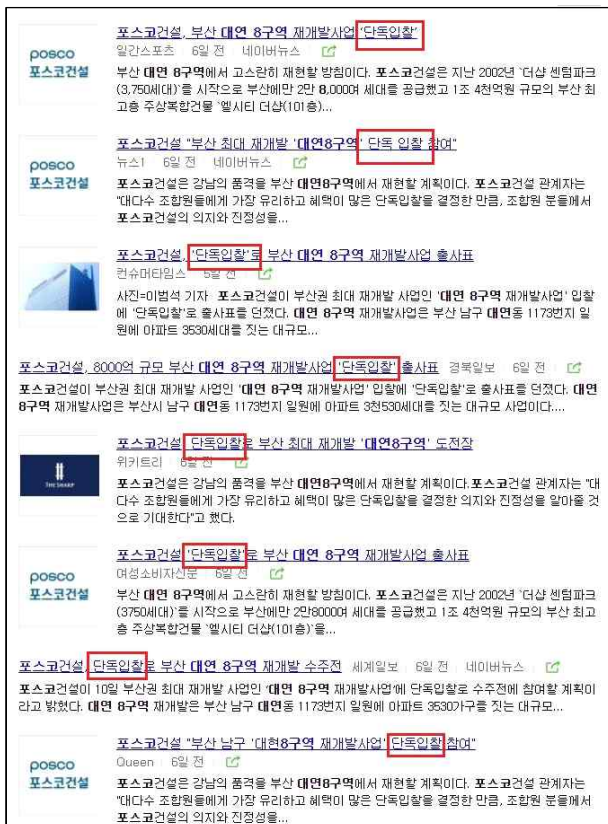 포스코건설, 부산 대연 8구역 재개발사업 '단독입찰'
일간스포츠 6일 전 네이버뉴스
posco
포스코건설
부산 대연 8구역에서 고스란히 재현할 방침이다. 포스코건설은 지난 2002년 '더샵 센텀파크
(3,750세대)'를 시작으로 부산에만 2만 8,000여 세대를 공급했고 1조 4천억원 규모의 부산 최
고층 주상복합건물 '엘시티 더샵(101층)...
포스코건설 "부산 최대 재개발 '대연8구역' 단독 입찰 참여"
뉴스1 6일 전 네이버뉴스
posco
포스코건설
포스코건설은 강남의 품격을 부산 대연8구역에서 재현할 계획이다. 포스코건설 관계자는
"대다수 조합원들에게 가장 유리하고 혜택이 많은 단독입찰을 결정한 만큼, 조합원 분들께서
포스코건설의 의지와 진정성을...
포스코건설, '단독입찰'로 부산 대연 8구역 재개발사업 출사표
컨슈머타임스 6일 전
사진=이범석 기자 포스코건설이 부산권 최대 재개발 사업인 '대연 8구역 재개발사업' 입찰
에 '단독입찰'로 출사표를 던졌다. 대연 8구역 재개발사업은 부산 남구 대연동 1173번지 일
원에 아파트 3530세대를 짓는 대규모...
포스코건설, 8000억 규모 부산 대연 8구역 재개발사업 '단독입찰' 출사표 경북일보 6일 전
포스코건설이 부산권 최대 재개발 사업인 '대연 8구역 재개발사업' 입찰에 '단독입찰'로 출사표를 던졌다. 대연
8구역 재개발사업은 부산시 남구 대연동 1173번지 일원에 아파트 3천530세대를 짓는 대규모 사업이다....
포스코건설, 단독입찰로 부산 최대 재개발 '대연8구역' 도전장
위키트리 6일 전
THE SHARP
포스코건설은 강남의 품격을 부산 대연8구역에서 재현할 계획이다.포스코건설 관계자는 "대
다수 조합원들에게 가장 유리하고 혜택이 많은 단독입찰을 결정한 의지와 진정성을 알아줄 것
으로 기대한다"고 했다.
포스코건설 '단독입찰'로 부산 대연 8구역 재개발사업 출사표
여성소비자신문 6일 전
posco
포스코건설
부산 대연 8구역에서 고스란히 재현할 방침이다. 포스코건설은 지난 2002년 '더샵 센텀파크
(3750세대)'를 시작으로 부산에만 2만8000여 세대를 공급했고 1조 4천억원 규모의 부산 최고
층 주상복합건물 '엘시티 더샵(101층)'을...
포스코건설, 단독입찰로 부산 대연 8구역 재개발 수주전 세계일보 6일 전 네이버뉴스
포스코건설이 10일 부산권 최대 재개발 사업인 '대연 8구역 재개발사업'에 단독입찰로 수주전에 참여할 계획이
라고 밝혔다. 대연 8구역 재개발은 부산 남구 대연동 1173번지 일원에 아파트 3530가구를 짓는 대규모...
포스코건설 "부산 남구 '대현8구역 재개발사업' 단독입찰 참여"
Queen 6일 전
posco
포스코건설
포스코건설은 강남의 품격을 부산 대연8구역에서 재현할 계획이다. 포스코건설 관계자는
"대다수 조합원들에게 가장 유리하고 혜택이 많은 단독입찰을 결정한 만큼, 조합원 분들께서
포스코건설의 의지와 진정성을...